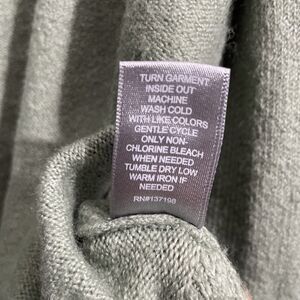 TURN GARMENT
INSIDE OUT
MACHINE
WASH COLD
WITH LIKE COLORS
GENTLE CYCLE
ONLY NON-
CHLORINE BLEACH
WHEN NEEDED
TUMBLE DRY LOW
WARM IRON IF
NEEDED
RN#137198